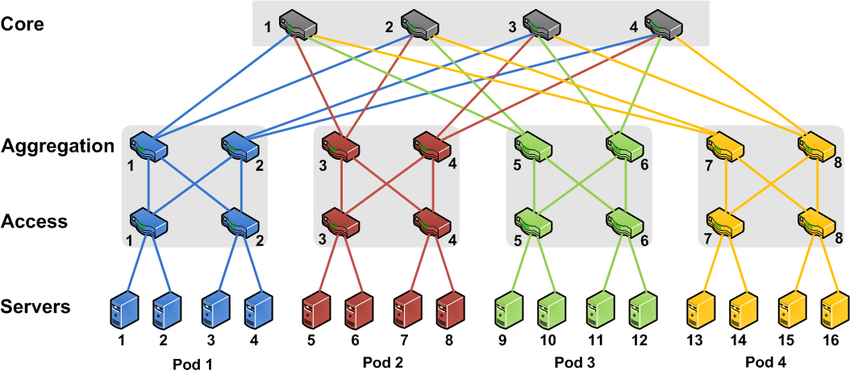 Core
1 2 3 4
Aggregation
1 2 3 4 5 6 7 8
Access
1 2 3 4 5 6 7 8
Servers
1 2 3 4 5 6 7 8 9 10 11 12 13 14 15 16
Pod 1 Pod 2 Pod 3 Pod 4